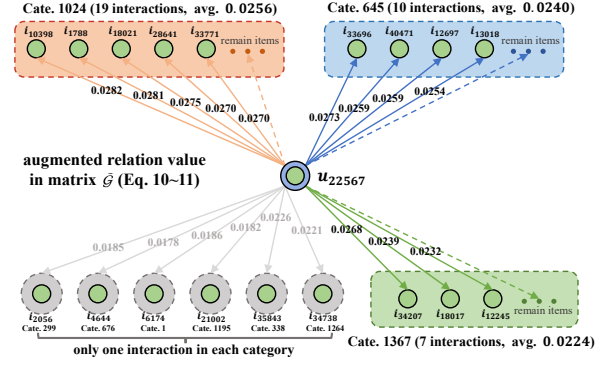 Cate. 1024 (19 interactions, avg. 0.0256)
Cate. 645 (10 interactions, avg. 0.0240)
i10398 i1788 i18021 i28641 i33771 remain items
i33696 i40471 i12697 i13018 remain items
0.0282 0.0281 0.0275 0.0270 0.0270
0.0273 0.0259 0.0259 0.0254
augmented relation value
in matrix 𝒢̄ (Eq. 10~11)
u22567
0.0185 0.0178 0.0186 0.0182 0.0226 0.0221
0.0268 0.0239 0.0232
i2056 i4644 i6174 i21002 i35843 i34738
Cate. 299 Cate. 676 Cate. 1 Cate. 1195 Cate. 338 Cate. 1264
i34207 i18017 i12245 remain items
only one interaction in each category
Cate. 1367 (7 interactions, avg. 0.0224)